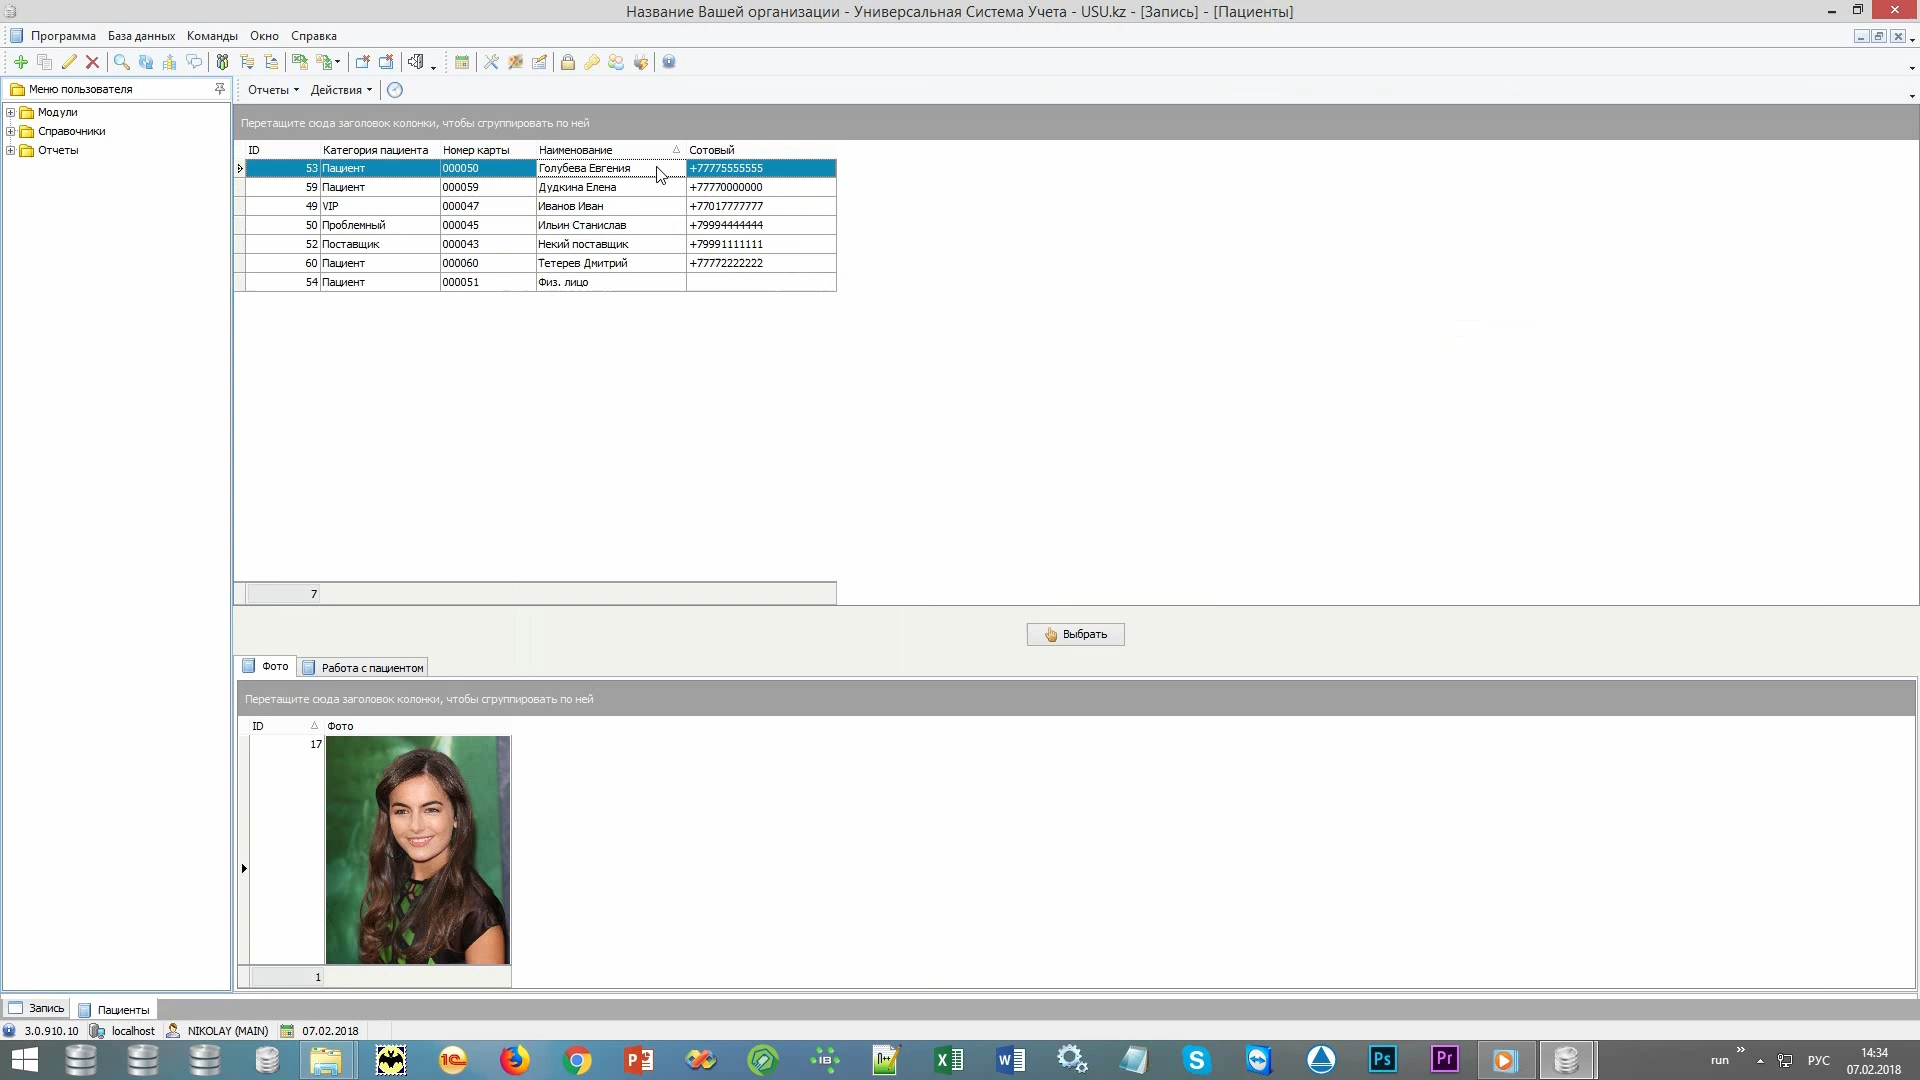 Название Вашей организации - Универсальная Система Учета - USU.kz - [Запись] - [Пациенты]
Программа База данных Команды Окно Справка
Меню пользователя
Отчеты Действия
Модули
Справочники
Отчеты
Перетащите сюда заголовок колонки, чтобы сгруппировать по ней
ID Категория пациента Номер карты Наименование Сотовый
53 Пациент 000050 Голубева Евгения +77775555555
59 Пациент 000059 Дудкина Елена +77770000000
49 VIP 000047 Иванов Иван +77017777777
50 Проблемный 000045 Ильин Станислав +79994444444
52 Поставщик 000043 Некий поставщик +79991111111
60 Пациент 000060 Тетерев Дмитрий +77772222222
54 Пациент 000051 Физ. лицо
7
Выбрать
Фото Работа с пациентом
Перетащите сюда заголовок колонки, чтобы сгруппировать по ней
ID Фото
17
1
Запись Пациенты
3.0.910.10 localhost NIKOLAY (MAIN) 07.02.2018
1C P iB n++ X W S Ps Pr run РУС 14:34
07.02.2018